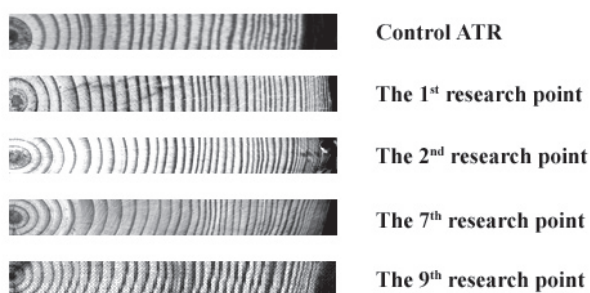 Control ATR
The 1st research point
The 2nd research point
The 7th research point
The 9th research point